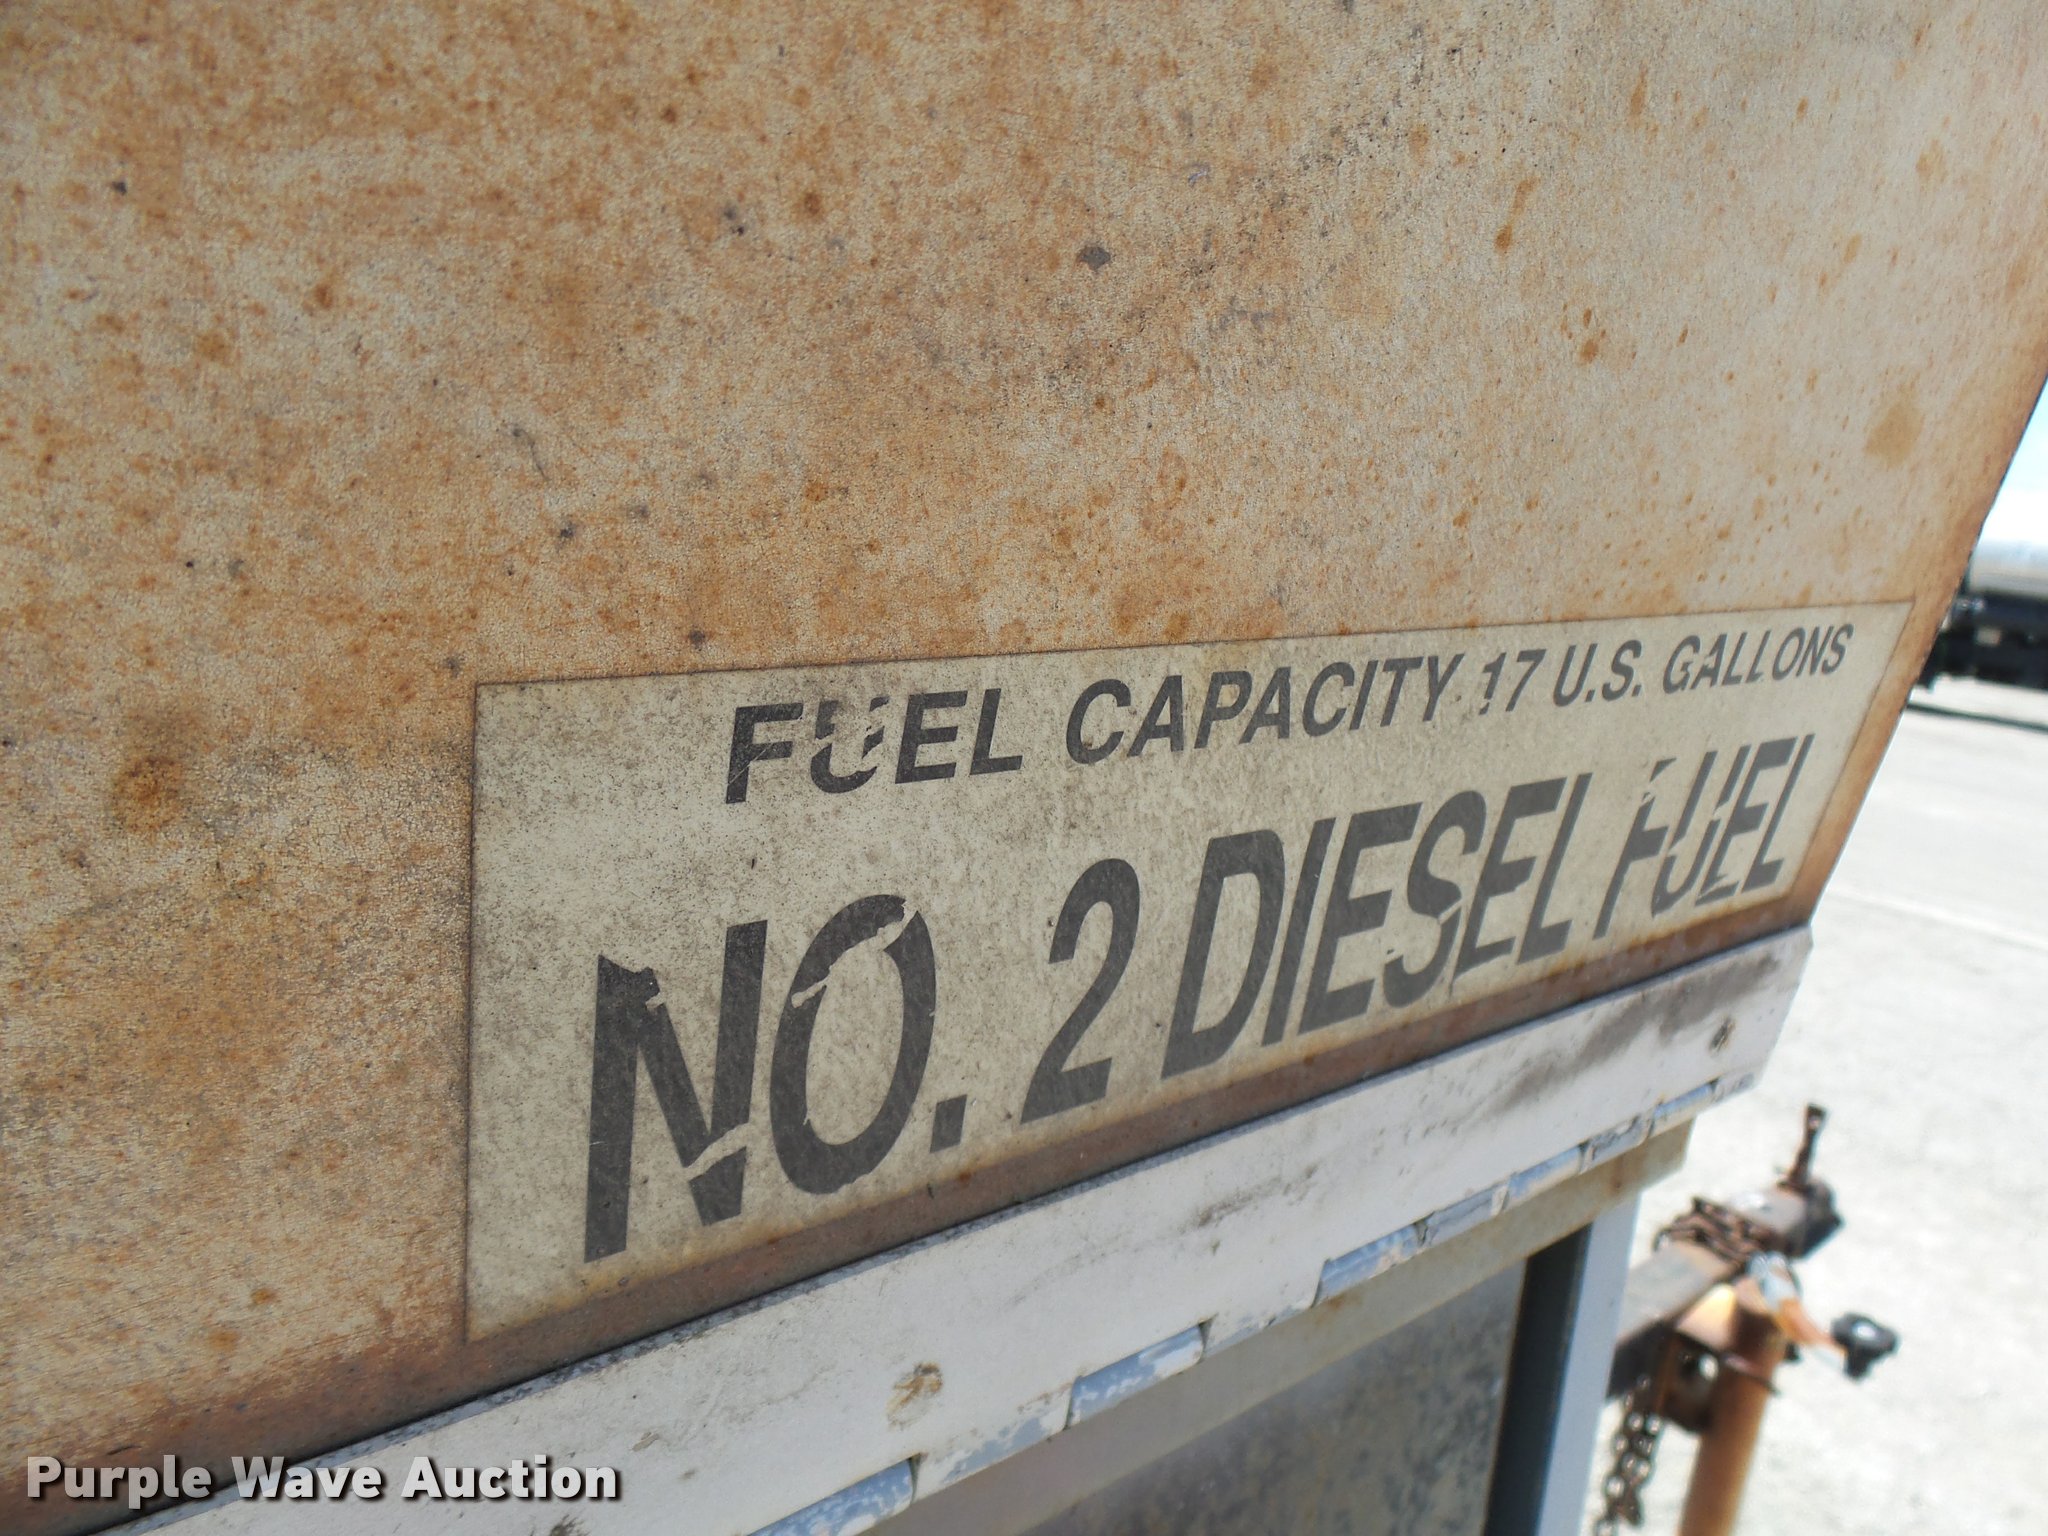 FUEL CAPACITY 17 U.S. GALLONS
NO. 2 DIESEL FUEL
Purple Wave Auction